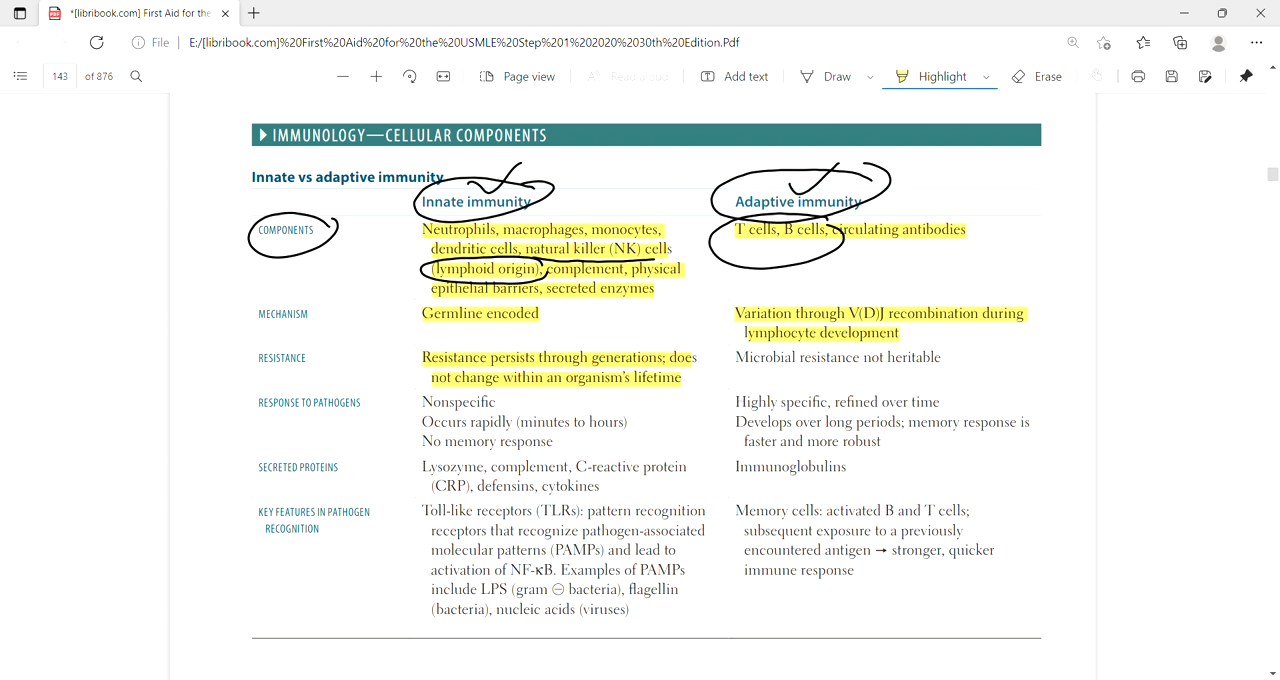 *[libribook.com] First Aid for the
File
E:/[libribook.com]%20First%20Aid%20for%20the%20USMLE%20Step%201%202020%2030th%20Edition.Pdf
143 of 876
Page view
Read aloud
Add text
Draw
Highlight
Erase
IMMUNOLOGY—CELLULAR COMPONENTS
Innate vs adaptive immunity
Innate immunity
Adaptive immunity
COMPONENTS
Neutrophils, macrophages, monocytes,
dendritic cells, natural killer (NK) cells
(lymphoid origin), complement, physical
epithelial barriers, secreted enzymes
T cells, B cells, circulating antibodies
MECHANISM
Germline encoded
Variation through V(D)J recombination during
lymphocyte development
RESISTANCE
Resistance persists through generations; does
not change within an organism's lifetime
Microbial resistance not heritable
RESPONSE TO PATHOGENS
Nonspecific
Occurs rapidly (minutes to hours)
No memory response
Highly specific, refined over time
Develops over long periods; memory response is
faster and more robust
SECRETED PROTEINS
Lysozyme, complement, C-reactive protein
(CRP), defensins, cytokines
Immunoglobulins
KEY FEATURES IN PATHOGEN
RECOGNITION
Toll-like receptors (TLRs): pattern recognition
receptors that recognize pathogen-associated
molecular patterns (PAMPs) and lead to
activation of NF-κB. Examples of PAMPs
include LPS (gram ⊖ bacteria), flagellin
(bacteria), nucleic acids (viruses)
Memory cells: activated B and T cells;
subsequent exposure to a previously
encountered antigen → stronger, quicker
immune response